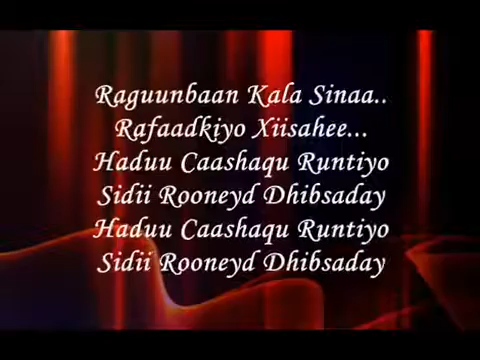 Raguunbaan Kala Sinaa..
Rafaadkiyo Xiisahee...
Haduu Caashaqu Runtiyo
Sidii Rooneyd Dhibsaday
Haduu Caashaqu Runtiyo
Sidii Rooneyd Dhibsaday